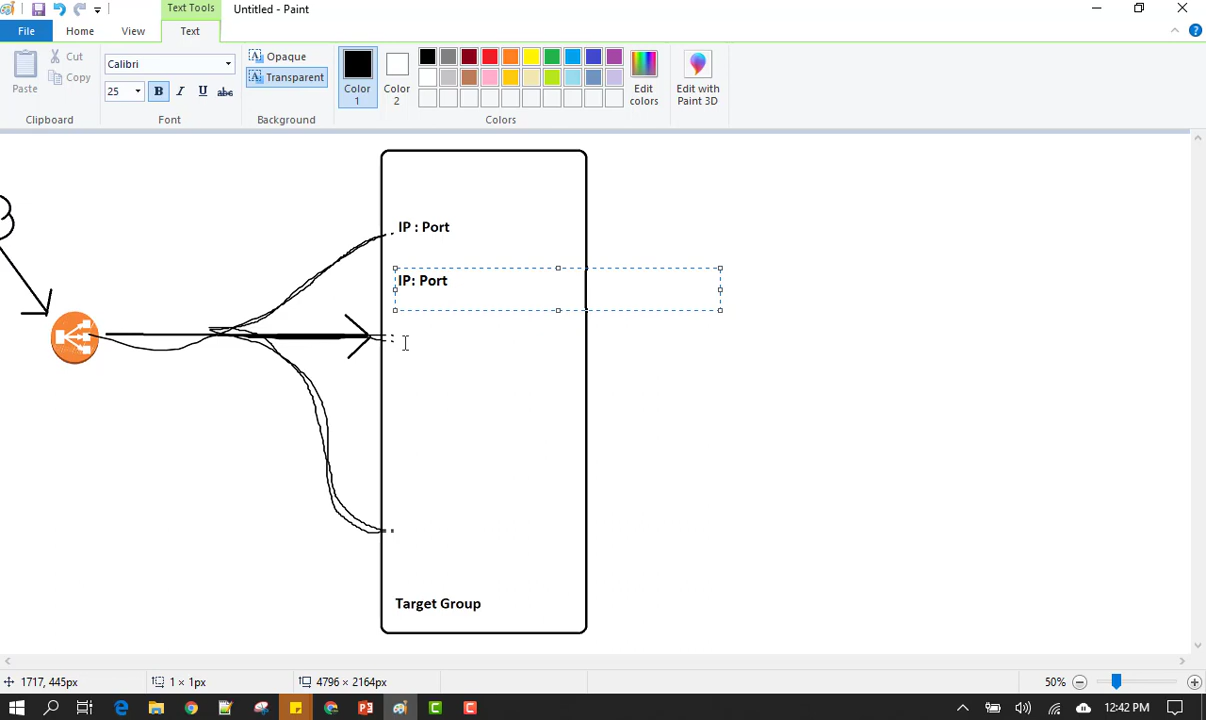 Text Tools
Untitled - Paint
File
Home
View
Text
Paste
Cut
Copy
Clipboard
Calibri
25
B
I
U
abc
Font
Opaque
Transparent
Background
Color 1
Color 2
Edit colors
Edit with Paint 3D
Colors
IP : Port
IP: Port
Target Group
1717, 445px
1 × 1px
4796 × 2164px
50%
12:42 PM